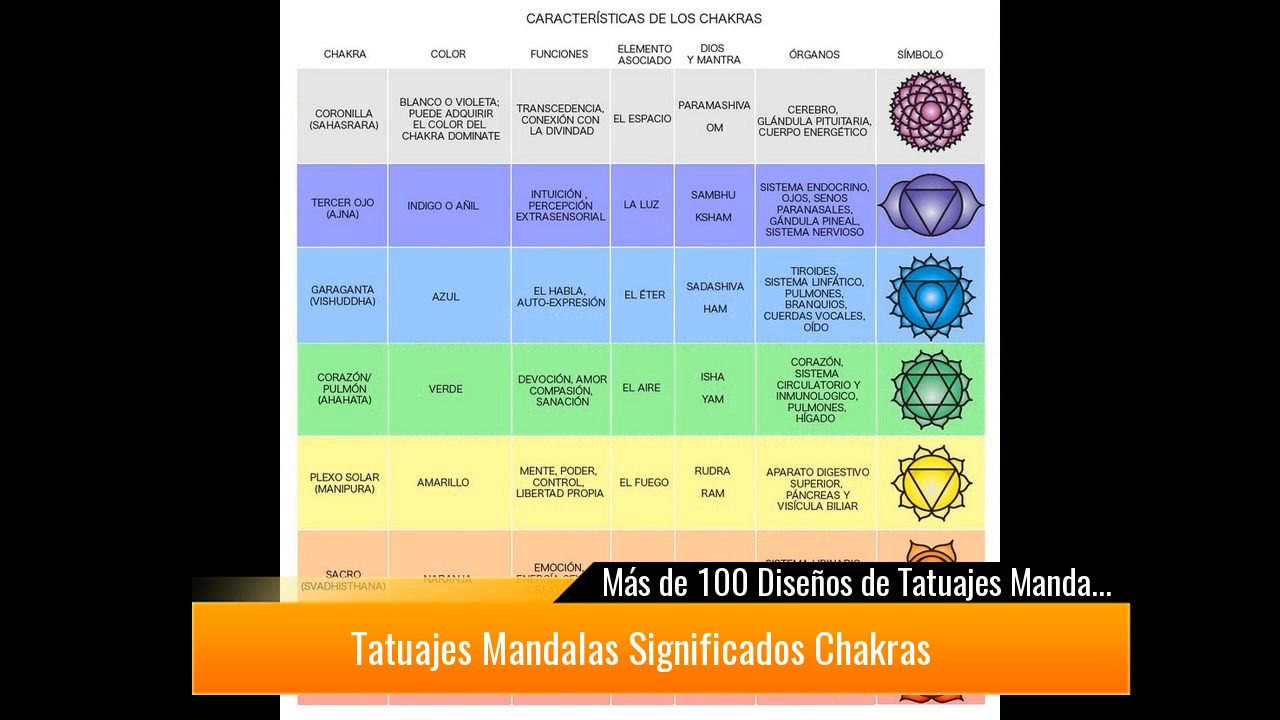 CARACTERÍSTICAS DE LOS CHAKRAS
CHAKRA
COLOR
FUNCIONES
ELEMENTO
ASOCIADO
DIOS
Y MANTRA
ÓRGANOS
SÍMBOLO
CORONILLA
(SAHASRARA)
BLANCO O VIOLETA;
PUEDE ADQUIRIR
EL COLOR DEL
CHAKRA DOMINATE
TRANSCEDENCIA,
CONEXIÓN CON
LA DIVINDAD
EL ESPACIO
PARAMASHIVA
OM
CEREBRO,
GLÁNDULA PITUITARIA,
CUERPO ENERGÉTICO
TERCER OJO
(AJNA)
INDIGO O AÑIL
INTUICIÓN ,
PERCEPCIÓN
EXTRASENSORIAL
LA LUZ
SAMBHU
KSHAM
SISTEMA ENDOCRINO,
OJOS, SENOS
PARANASALES,
GÁNDULA PINEAL,
SISTEMA NERVIOSO
GARAGANTA
(VISHUDDHA)
AZUL
EL HABLA,
AUTO-EXPRESIÓN
EL ÉTER
SADASHIVA
HAM
TIROIDES,
SISTEMA LINFÁTICO,
PULMONES,
BRANQUIOS,
CUERDAS VOCALES,
OÍDO
CORAZÓN/
PULMÓN
(AHAHATA)
VERDE
DEVOCIÓN, AMOR
COMPASIÓN,
SANACIÓN
EL AIRE
ISHA
YAM
CORAZÓN,
SISTEMA
CIRCULATORIO Y
INMUNOLOGICO,
PULMONES,
HÍGADO
PLEXO SOLAR
(MANIPURA)
AMARILLO
MENTE, PODER,
CONTROL,
LIBERTAD PROPIA
EL FUEGO
RUDRA
RAM
APARATO DIGESTIVO
SUPERIOR,
PÁNCREAS Y
VISÍCULA BILIAR
SACRO
(SVADHISTHANA)
NARANJA
EMOCIÓN,
Más de 100 Diseños de Tatuajes Manda...
Tatuajes Mandalas Significados Chakras